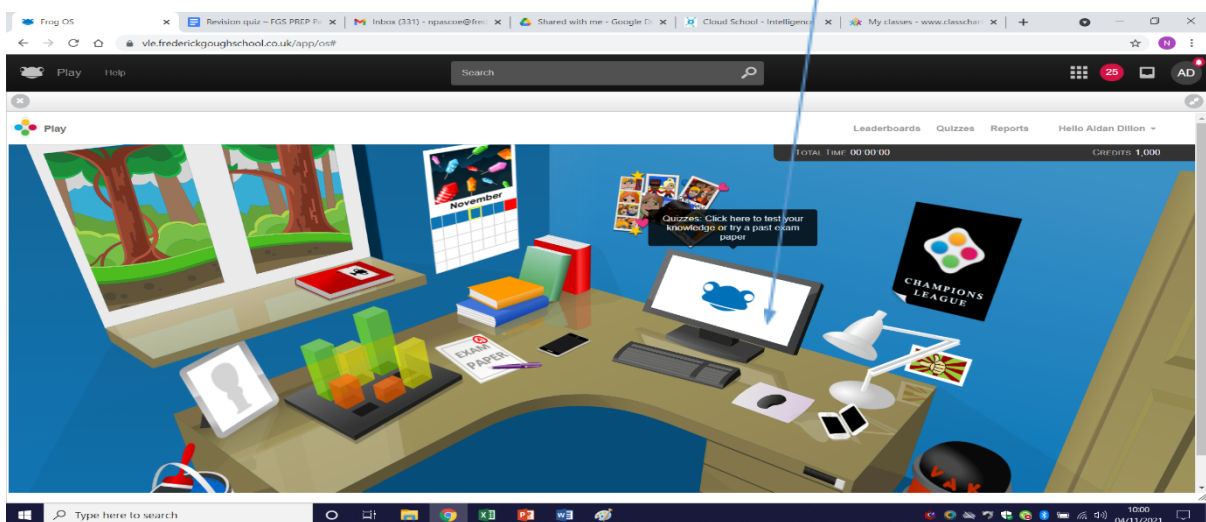 Frog OS
Revision quiz – FGS PREP
Inbox (331) - npascoe@fre
Shared with me - Google D
Cloud School - Intelligence
My classes - www.classchar
vle.frederickgoughschool.co.uk/app/os#
N
Play Help
Search
25
AD
Play
Leaderboards Quizzes Reports Hello Aidan Dillon
TOTAL TIME 00:00:00
CREDITS 1,000
November
Quizzes: Click here to test your
knowledge or try a past exam
paper
CHAMPIONS
LEAGUE
EXAM
PAPER
VAK
Type here to search
10:00
04/11/2021